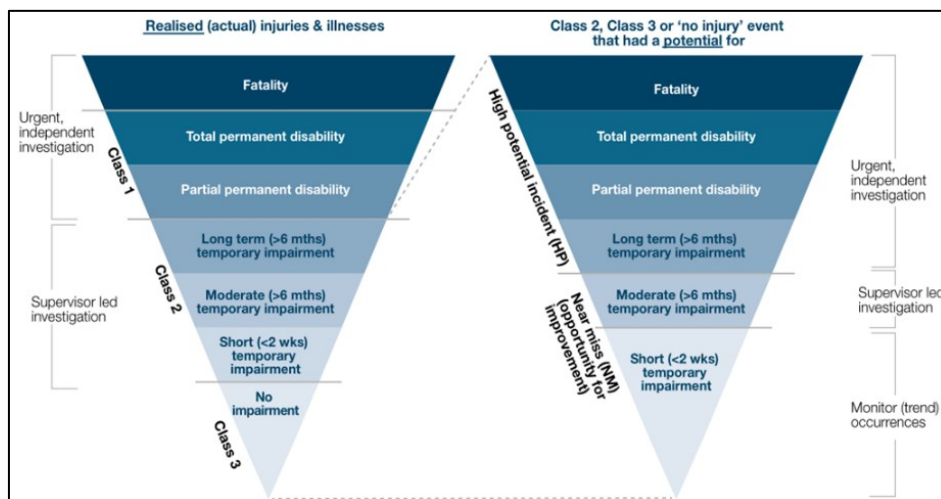 Realised (actual) injuries & illnesses
Class 2, Class 3 or ‘no injury’ event
that had a potential for
Urgent,
independent
investigation
Supervisor led
investigation
Class 1
Class 2
Class 3
Fatality
Total permanent disability
Partial permanent disability
Long term (>6 mths)
temporary impairment
Moderate (>6 mths)
temporary impairment
Short (<2 wks)
temporary
impairment
No
impairment
High potential incident (HP)
Near miss (NM)
(opportunity for
improvement)
Fatality
Total permanent disability
Partial permanent disability
Long term (>6 mths)
temporary impairment
Moderate (>6 mths)
temporary impairment
Short (<2 wks)
temporary
impairment
Urgent,
independent
investigation
Supervisor led
investigation
Monitor (trend)
occurrences